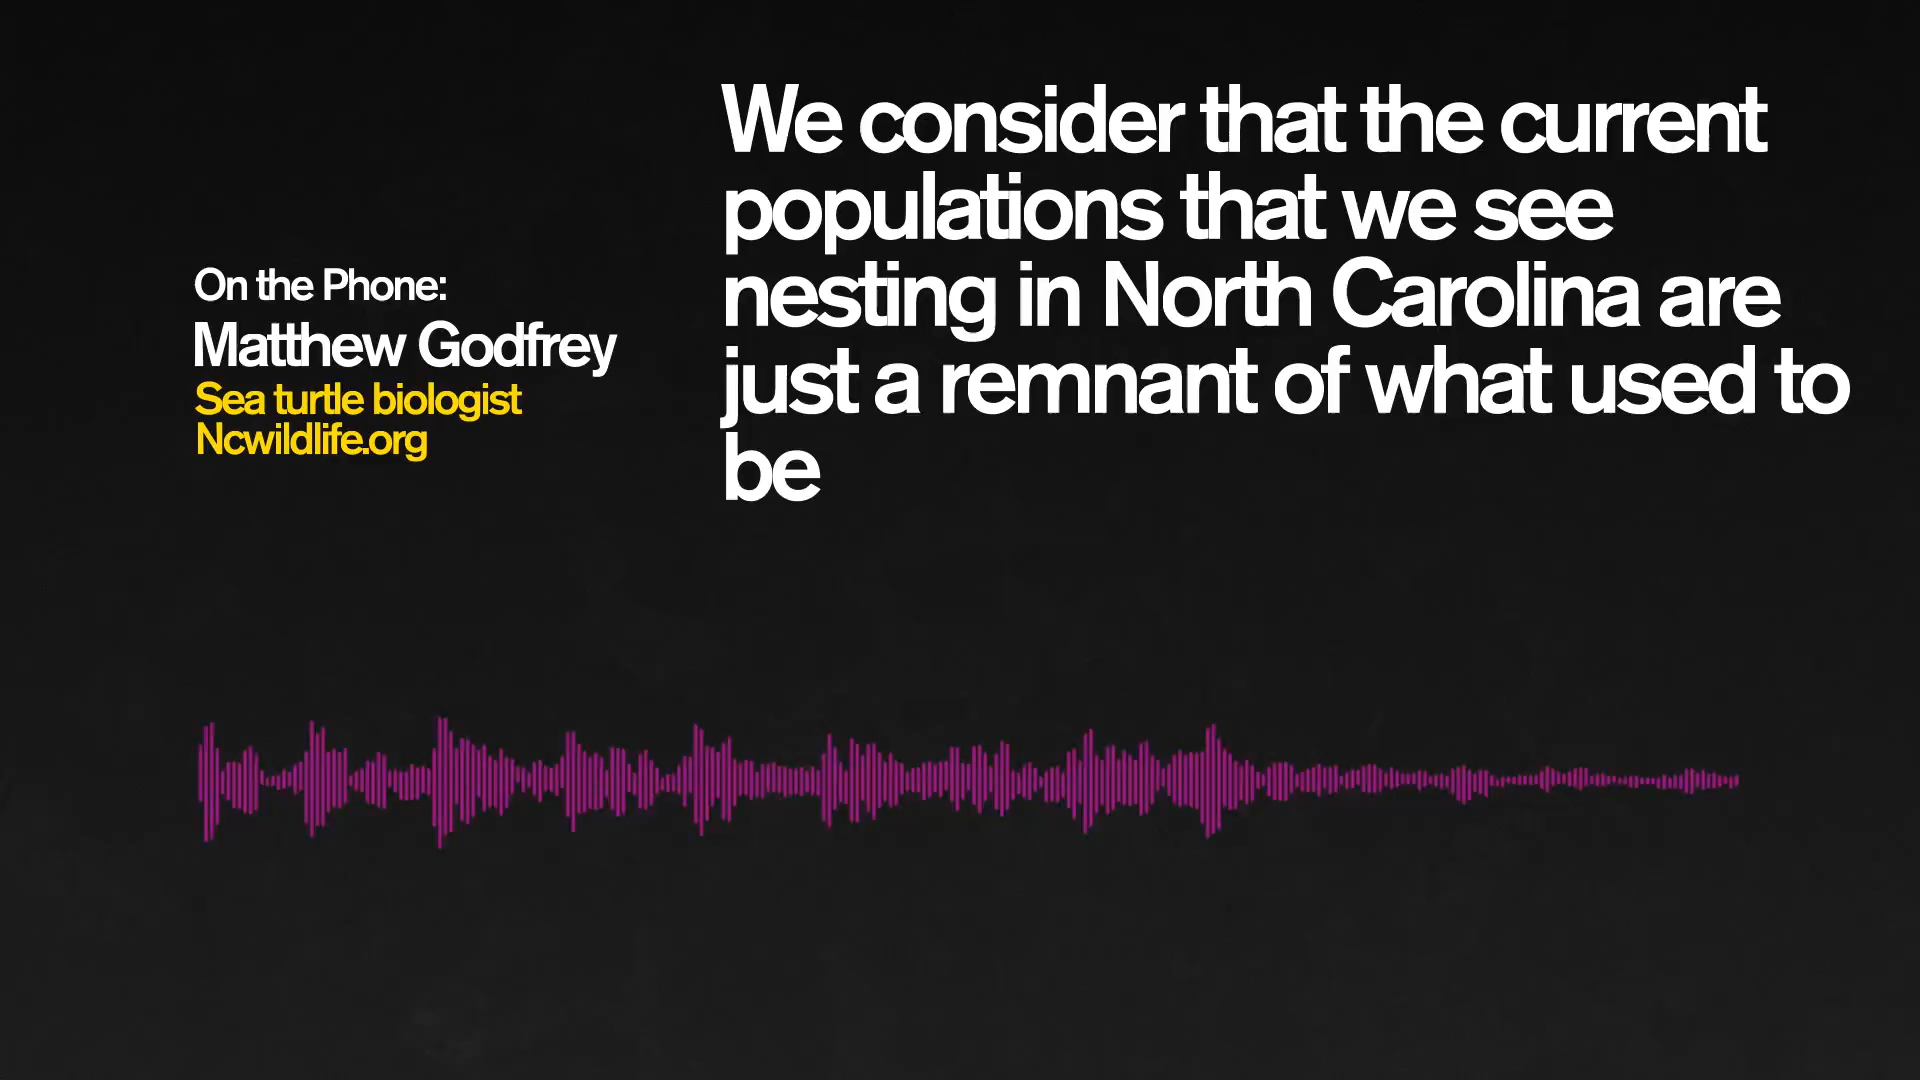 On the Phone:
Matthew Godfrey
Sea turtle biologist
Ncwildlife.org
We consider that the current
populations that we see
nesting in North Carolina are
just a remnant of what used to
be